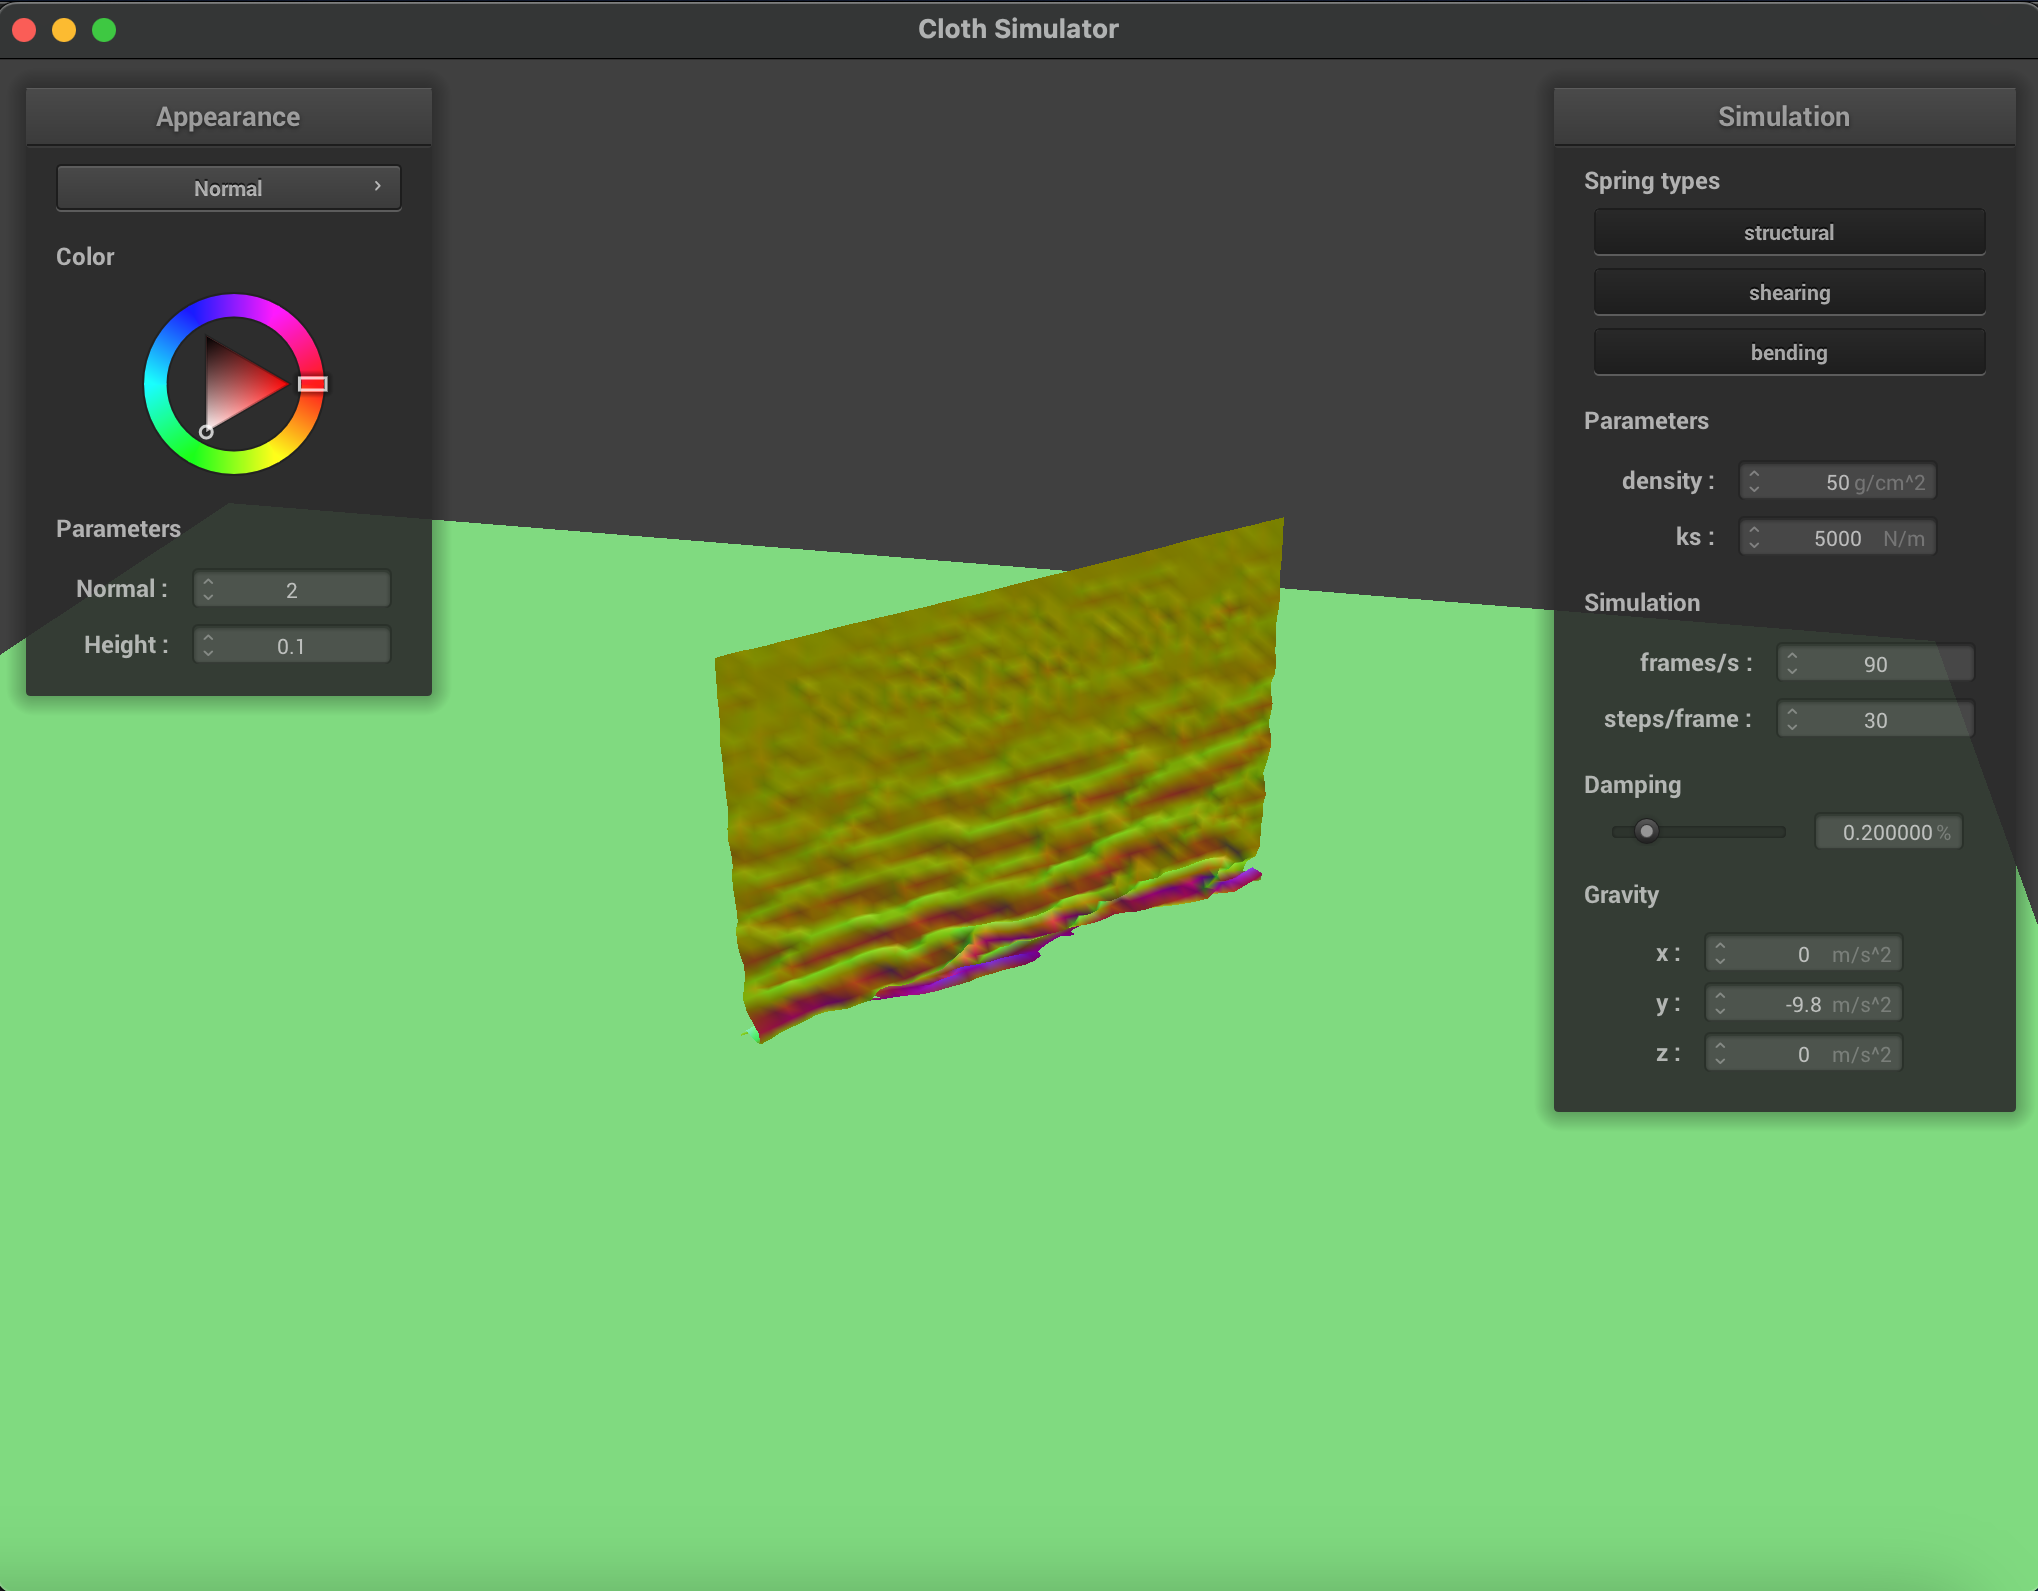 Cloth Simulator
Appearance
Normal
Color
Parameters
Normal : 2
Height : 0.1
Simulation
Spring types
structural
shearing
bending
Parameters
density : 50 g/cm^2
ks : 5000 N/m
Simulation
frames/s : 90
steps/frame : 30
Damping
0.200000 %
Gravity
x : 0 m/s^2
y : -9.8 m/s^2
z : 0 m/s^2